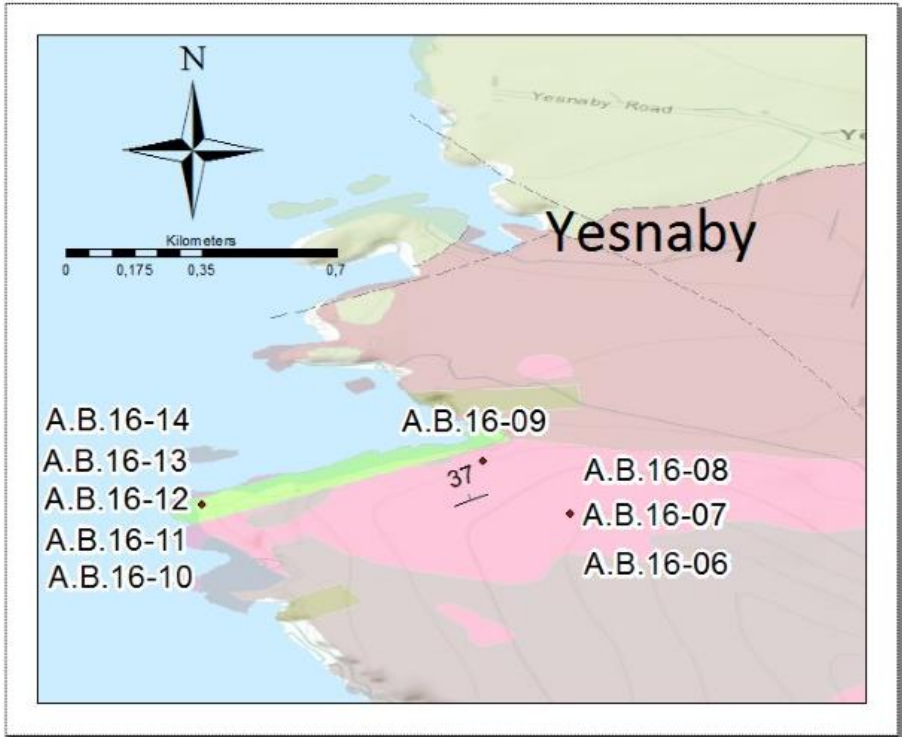 N
Yesnaby Road
Ye
Yesnaby
Kilometers
0 0,175 0,35 0,7
A.B.16-14
A.B.16-13
A.B.16-12
A.B.16-11
A.B.16-10
A.B.16-09
37
A.B.16-08
A.B.16-07
A.B.16-06